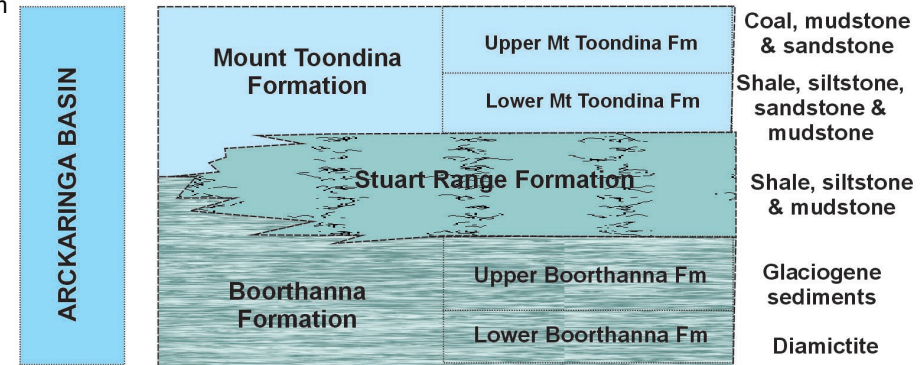 n
ARCKARINGA BASIN
Mount Toondina
Formation
Upper Mt Toondina Fm
Coal, mudstone
& sandstone
Lower Mt Toondina Fm
Shale, siltstone,
sandstone &
mudstone
Stuart Range Formation
Shale, siltstone
& mudstone
Boorthanna
Formation
Upper Boorthanna Fm
Glaciogene
sediments
Lower Boorthanna Fm
Diamictite